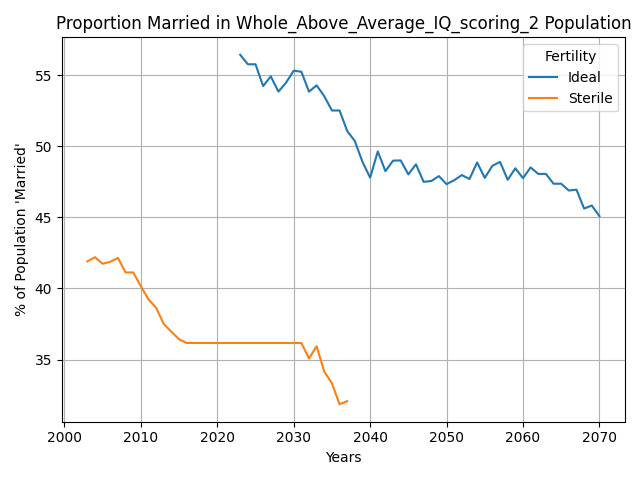 Proportion Married in Whole_Above_Average_IQ_scoring_2 Population
% of Population 'Married'
55
50
45
40
35
Fertility
Ideal
Sterile
2000 2010 2020 2030 2040 2050 2060 2070
Years